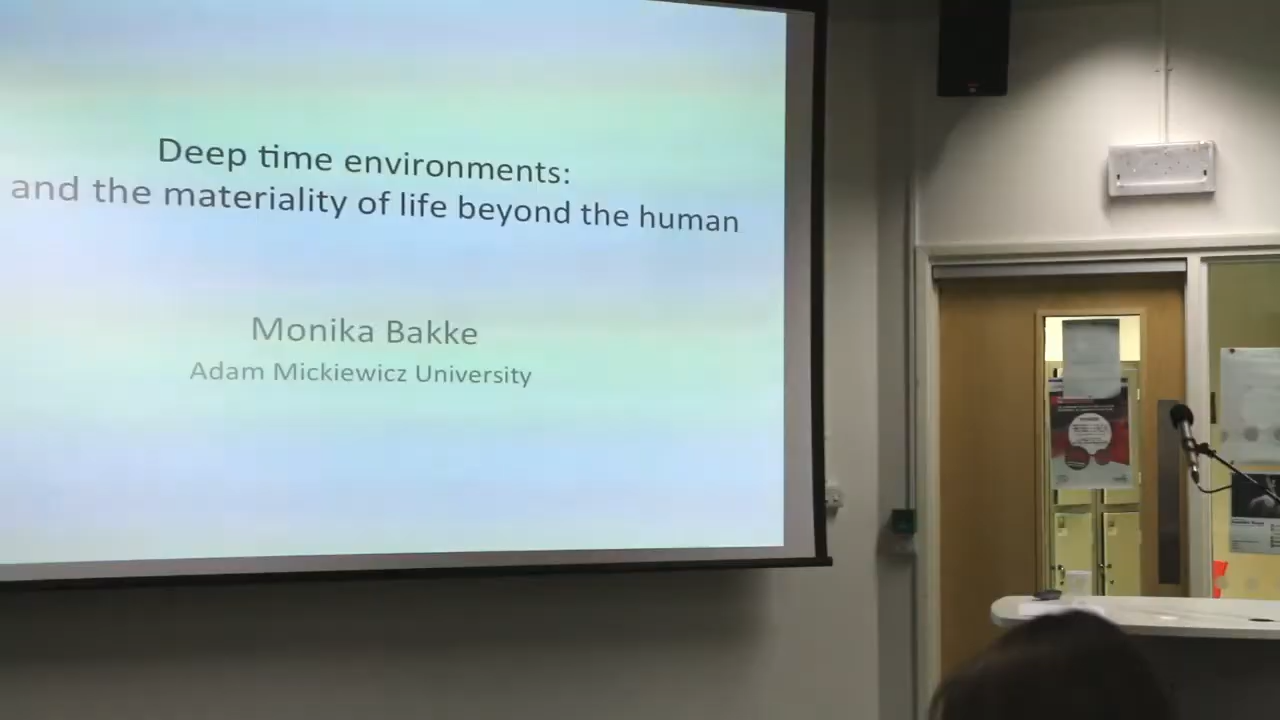 Deep time environments:
and the materiality of life beyond the human
Monika Bakke
Adam Mickiewicz University